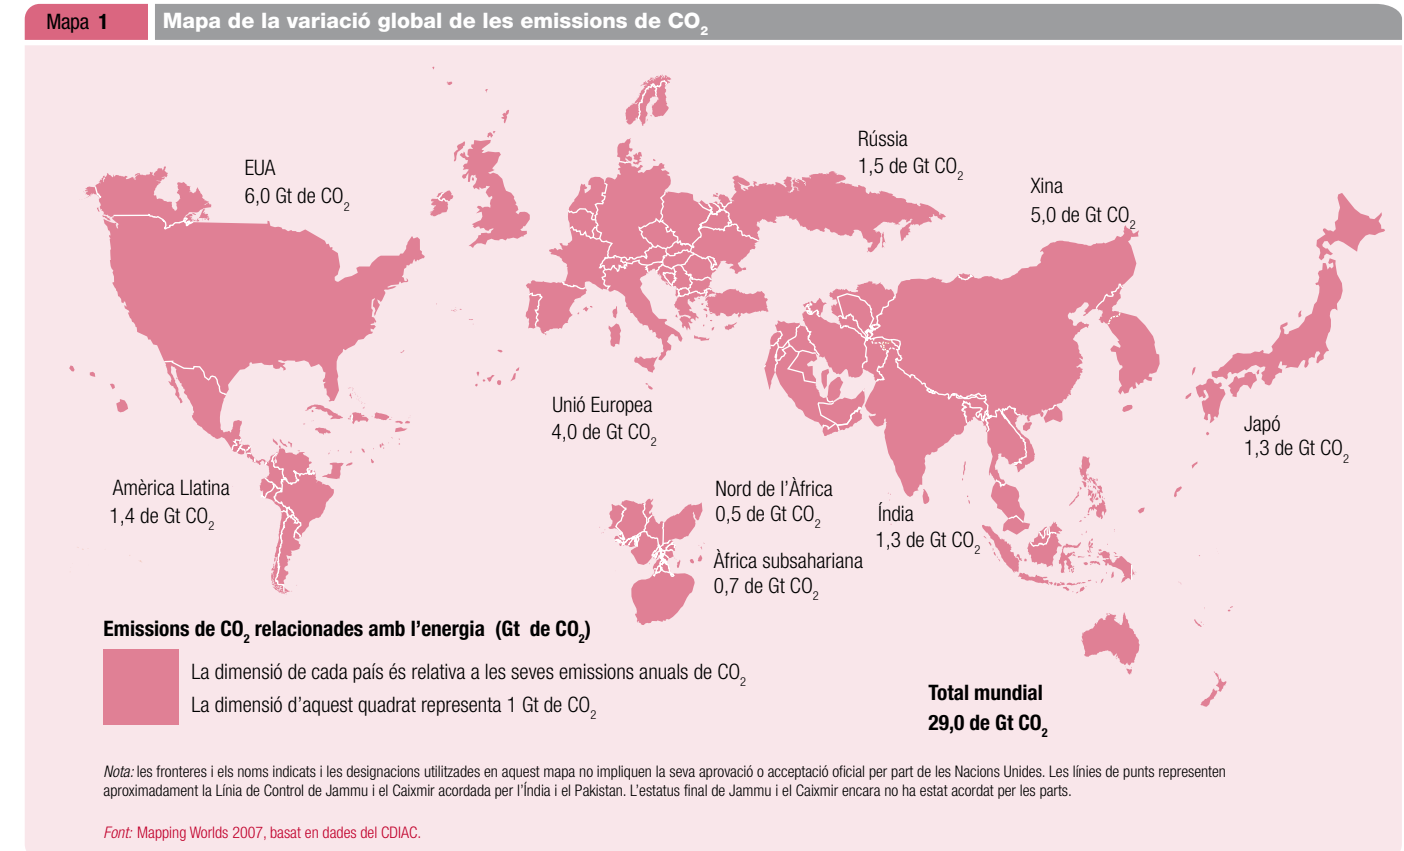 Mapa 1
Mapa de la variació global de les emissions de CO2
EUA
6,0 Gt de CO2
Rússia
1,5 de Gt CO2
Xina
5,0 de Gt CO2
Unió Europea
4,0 de Gt CO2
Japó
1,3 de Gt CO2
Amèrica Llatina
1,4 de Gt CO2
Nord de l’Àfrica
0,5 de Gt CO2
Índia
1,3 de Gt CO2
Àfrica subsahariana
0,7 de Gt CO2
Emissions de CO2 relacionades amb l’energia (Gt de CO2)
La dimensió de cada país és relativa a les seves emissions anuals de CO2
La dimensió d’aquest quadrat representa 1 Gt de CO2
Total mundial
29,0 de Gt CO2
Nota: les fronteres i els noms indicats i les designacions utilitzades en aquest mapa no impliquen la seva aprovació o acceptació oficial per part de les Nacions Unides. Les línies de punts representen
aproximadament la Línia de Control de Jammu i el Caixmir acordada per l’Índia i el Pakistan. L’estatus final de Jammu i el Caixmir encara no ha estat acordat per les parts.
Font: Mapping Worlds 2007, basat en dades del CDIAC.